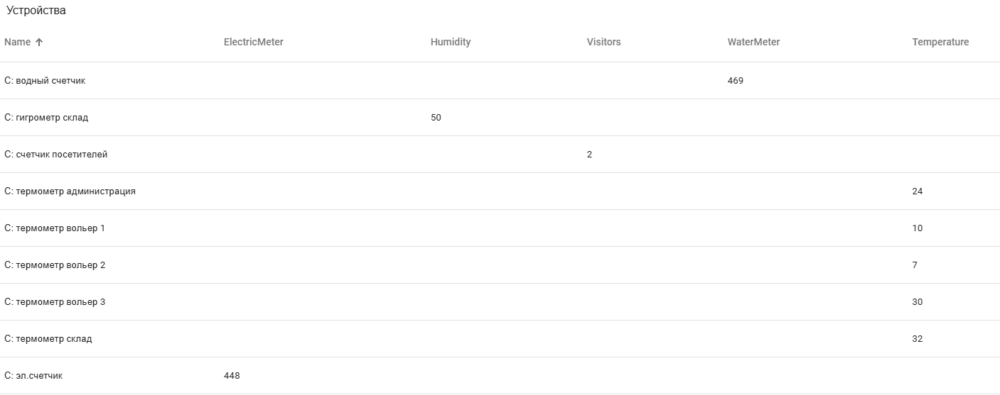 Устройства
Name ↑ ElectricMeter Humidity Visitors WaterMeter Temperature
С: водный счетчик 469
С: гигрометр склад 50
С: счетчик посетителей 2
С: термометр администрация 24
С: термометр вольер 1 10
С: термометр вольер 2 7
С: термометр вольер 3 30
С: термометр склад 32
С: эл.счетчик 448